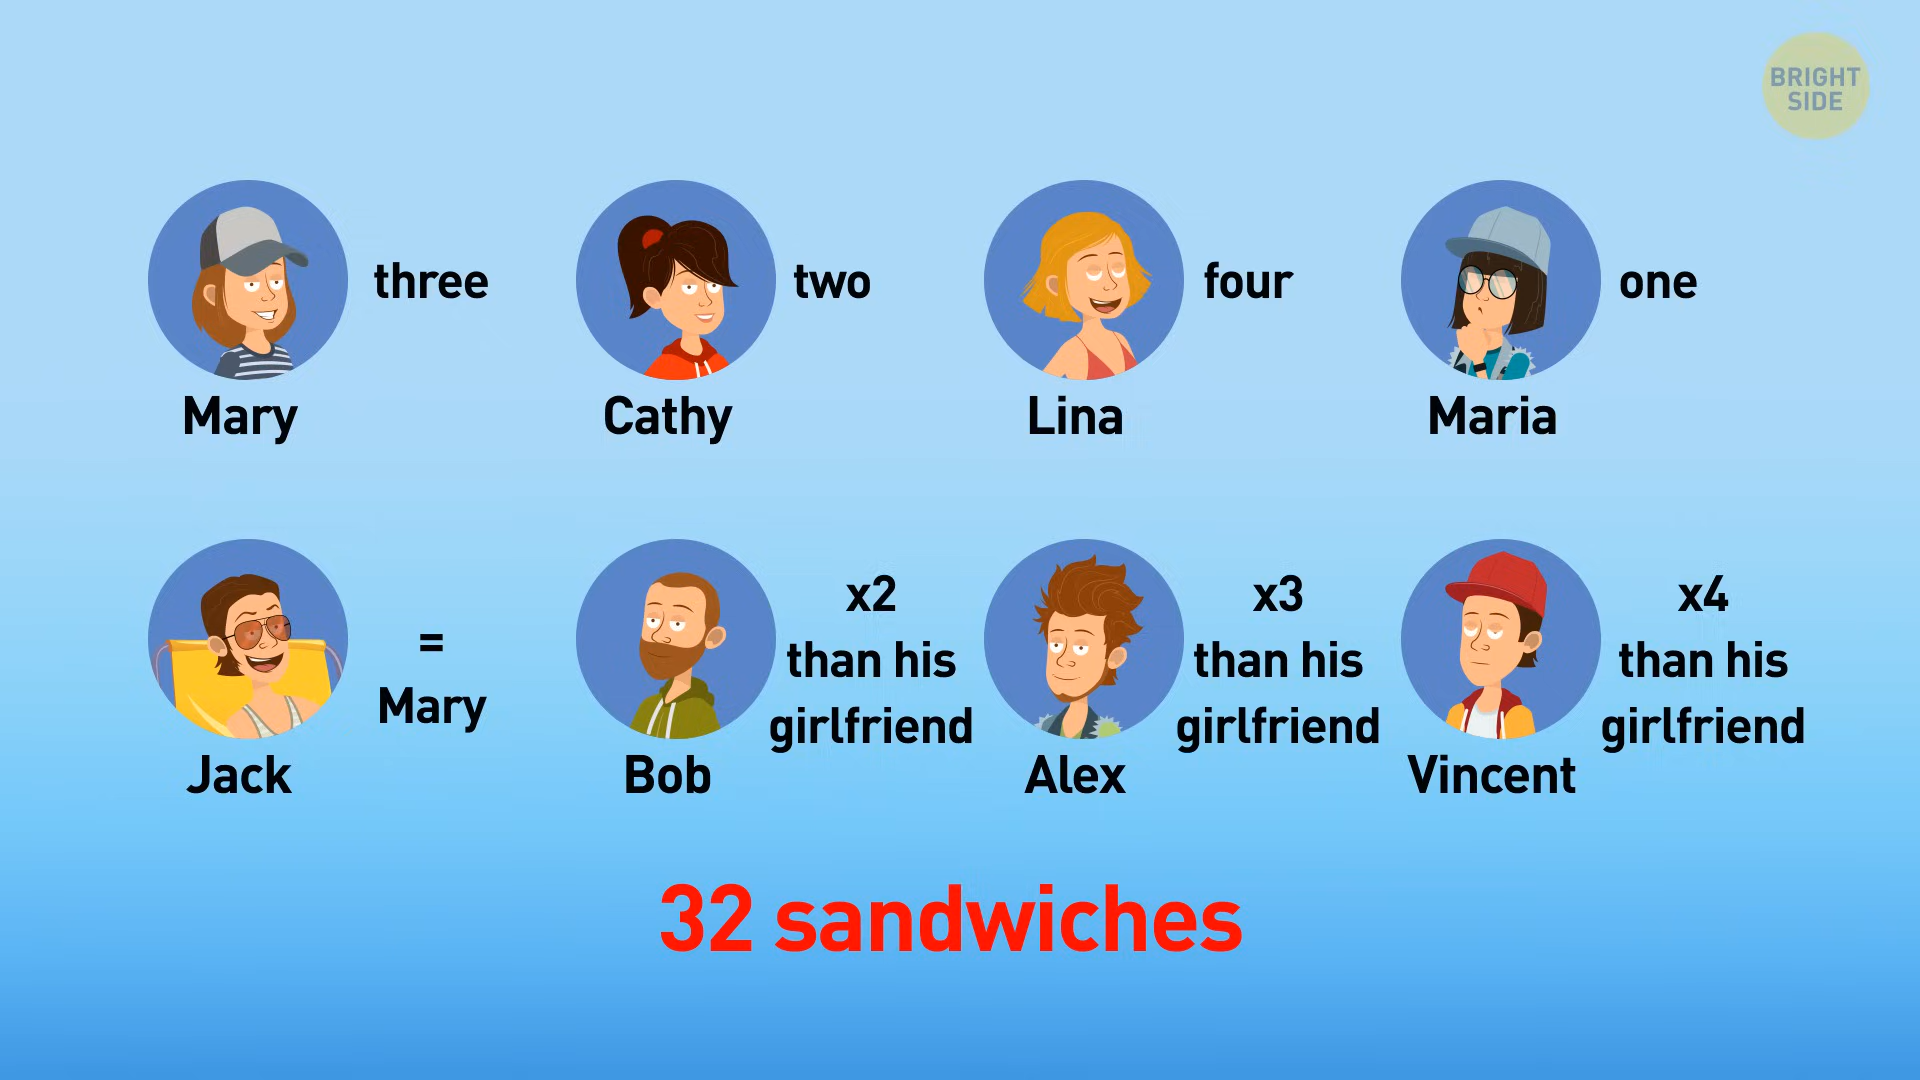 BRIGHT
SIDE
three
two
four
one
Mary
Cathy
Lina
Maria
=
Mary
x2
than his
girlfriend
x3
than his
girlfriend
x4
than his
girlfriend
Jack
Bob
Alex
Vincent
32 sandwiches